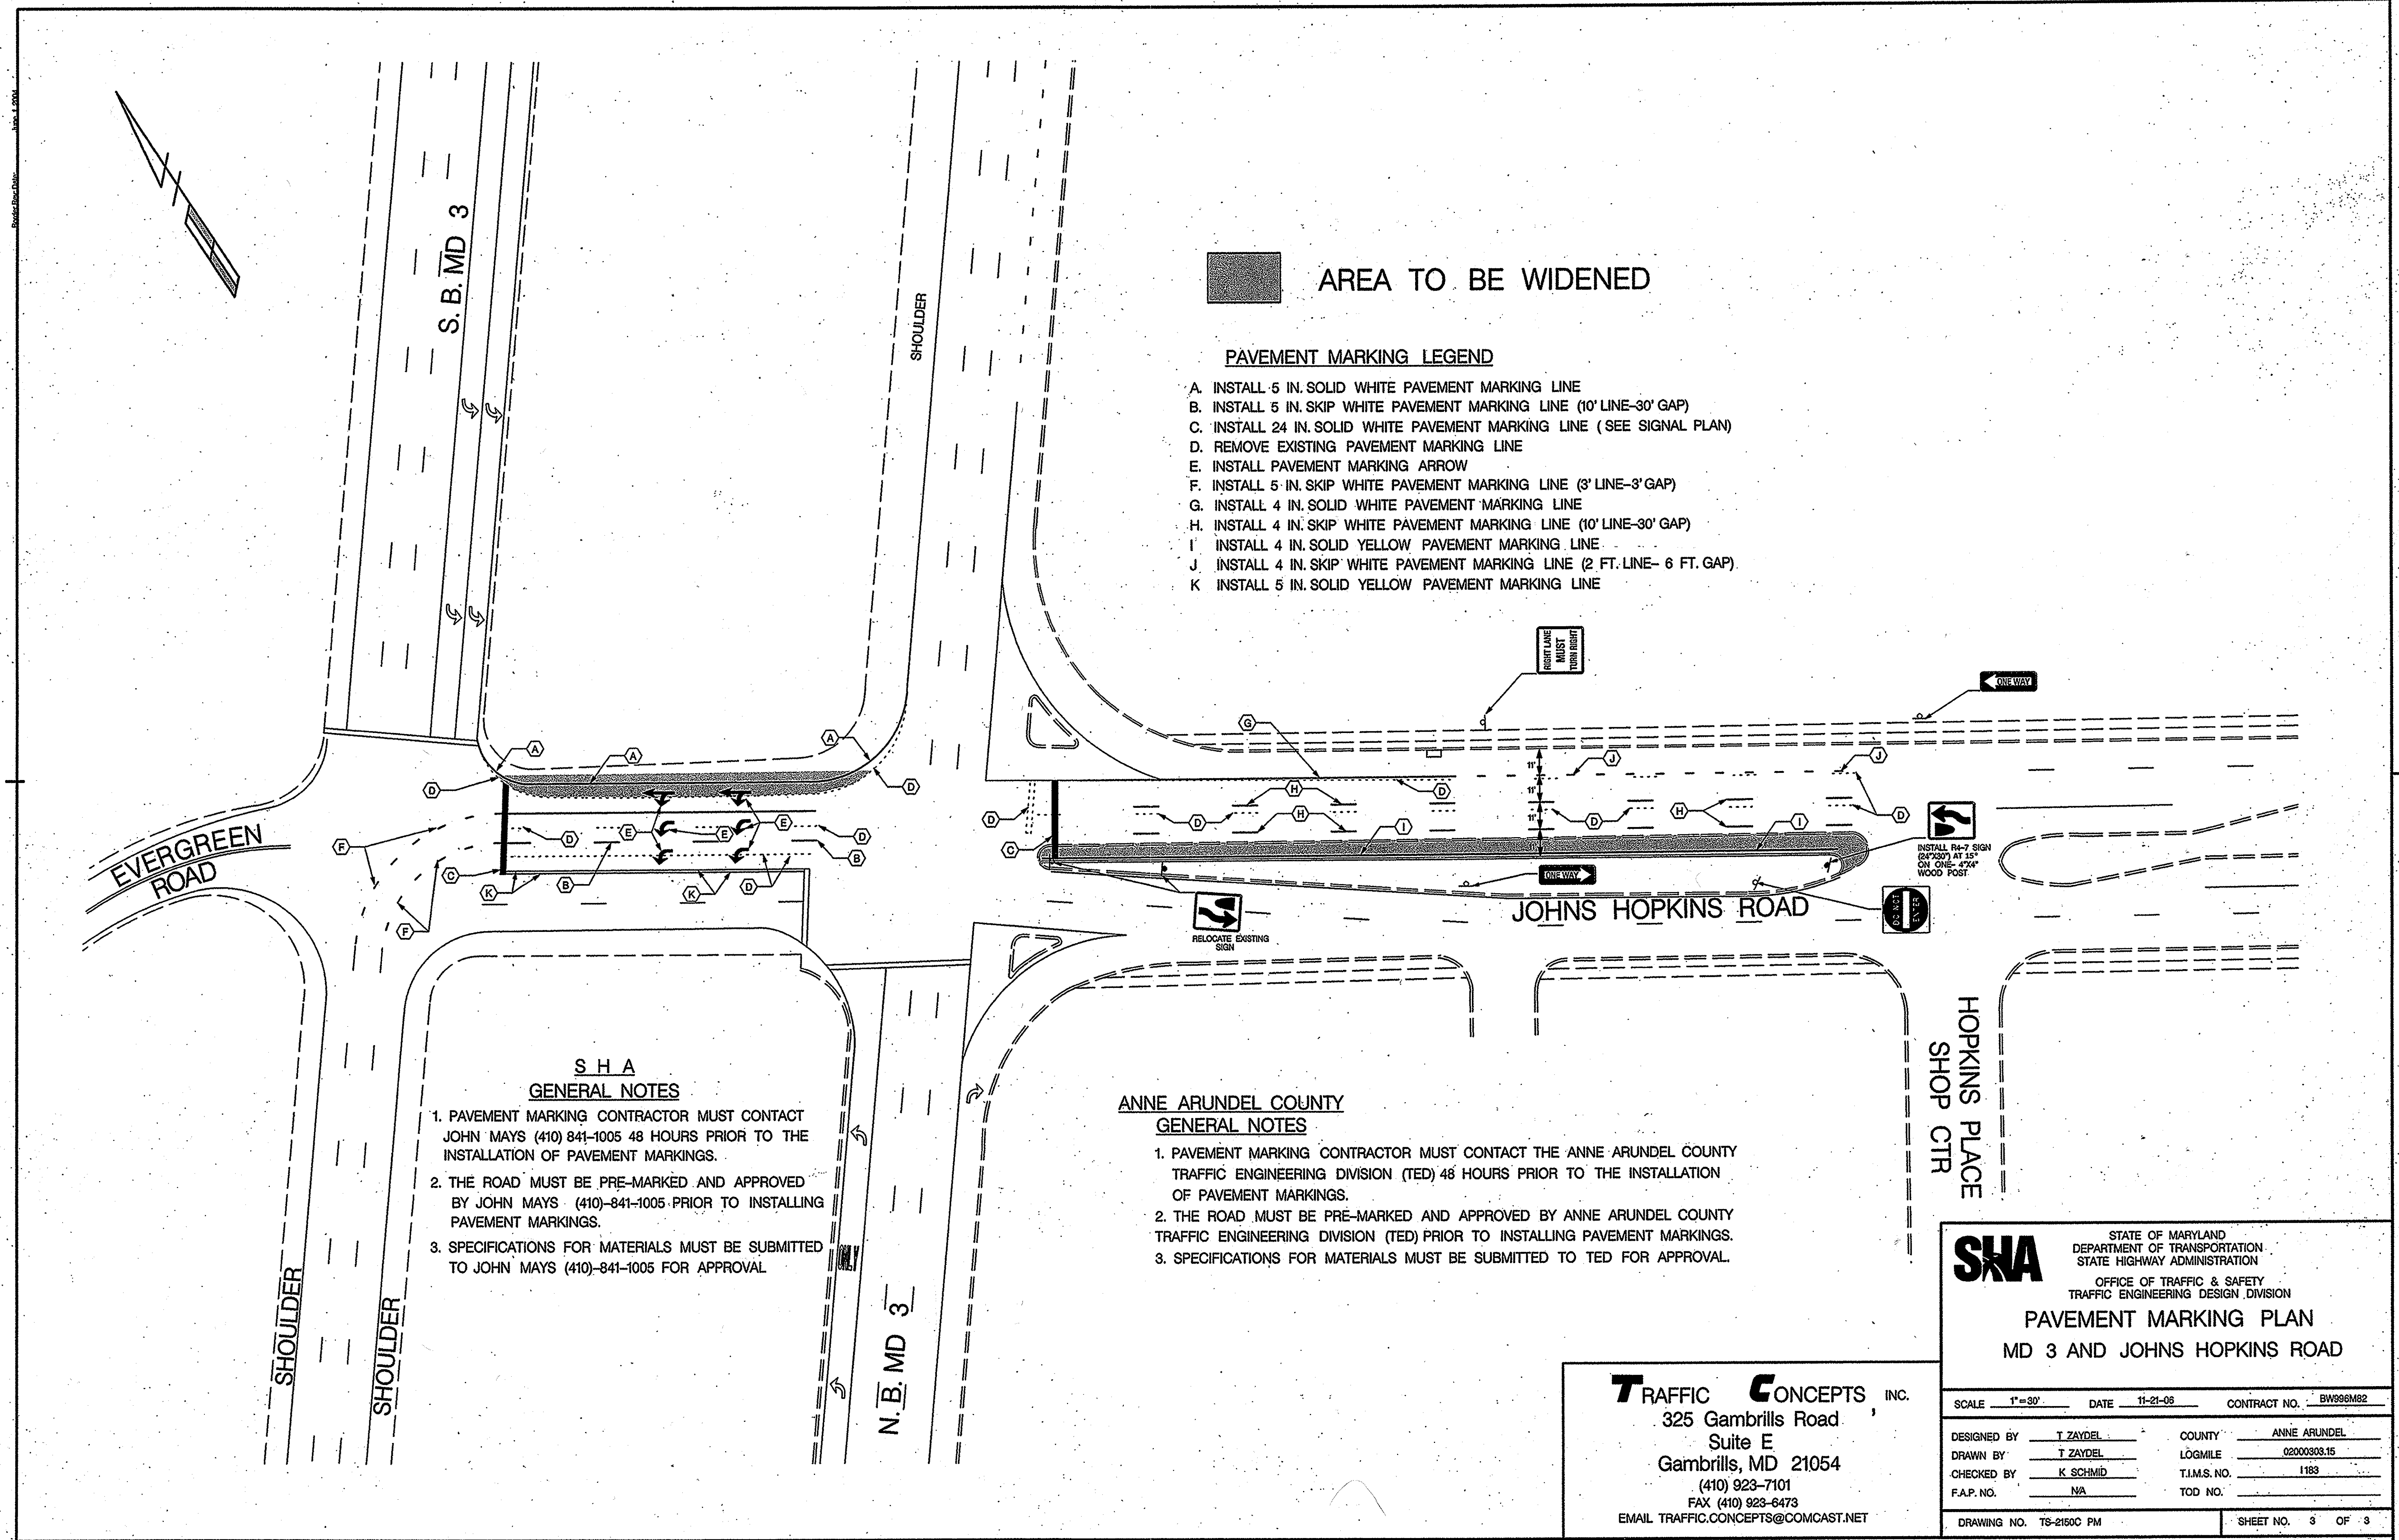 S. B. MD 3
SHOULDER
AREA TO BE WIDENED
PAVEMENT MARKING LEGEND
A. INSTALL 5 IN. SOLID WHITE PAVEMENT MARKING LINE
B. INSTALL 5 IN. SKIP WHITE PAVEMENT MARKING LINE (10' LINE-30' GAP)
C. INSTALL 24 IN. SOLID WHITE PAVEMENT MARKING LINE ( SEE SIGNAL PLAN)
D. REMOVE EXISTING PAVEMENT MARKING LINE
E. INSTALL PAVEMENT MARKING ARROW
F. INSTALL 5 IN. SKIP WHITE PAVEMENT MARKING LINE (3' LINE-3' GAP)
G. INSTALL 4 IN. SOLID WHITE PAVEMENT MARKING LINE
H. INSTALL 4 IN. SKIP WHITE PAVEMENT MARKING LINE (10' LINE-30' GAP)
I INSTALL 4 IN. SOLID YELLOW PAVEMENT MARKING LINE
J INSTALL 4 IN. SKIP WHITE PAVEMENT MARKING LINE (2 FT. LINE- 6 FT. GAP)
K INSTALL 5 IN. SOLID YELLOW PAVEMENT MARKING LINE
RIGHT LANE
MUST
TURN RIGHT
ONE WAY
G
A
A
A
J
J
D
D
D
H
H
D
11'
11'
11'
D
E
E
E
D
D
D
H
D
H
D
I
I
F
B
C
C
K
B
K
D
F
EVERGREEN
ROAD
INSTALL R4-7 SIGN
(24"X30") AT 15°
ON ONE- 4"X4"
WOOD POST
ONE WAY
DO NOT
ENTER
JOHNS HOPKINS ROAD
RELOCATE EXISTING
SIGN
HOPKINS PLACE
SHOP CTR
S H A
GENERAL NOTES
1. PAVEMENT MARKING CONTRACTOR MUST CONTACT
JOHN MAYS (410) 841-1005 48 HOURS PRIOR TO THE
INSTALLATION OF PAVEMENT MARKINGS.
2. THE ROAD MUST BE PRE-MARKED AND APPROVED
BY JOHN MAYS (410)-841-1005 PRIOR TO INSTALLING
PAVEMENT MARKINGS.
3. SPECIFICATIONS FOR MATERIALS MUST BE SUBMITTED
TO JOHN MAYS (410)-841-1005 FOR APPROVAL
ANNE ARUNDEL COUNTY
GENERAL NOTES
1. PAVEMENT MARKING CONTRACTOR MUST CONTACT THE ANNE ARUNDEL COUNTY
TRAFFIC ENGINEERING DIVISION (TED) 48 HOURS PRIOR TO THE INSTALLATION
OF PAVEMENT MARKINGS.
2. THE ROAD MUST BE PRE-MARKED AND APPROVED BY ANNE ARUNDEL COUNTY
TRAFFIC ENGINEERING DIVISION (TED) PRIOR TO INSTALLING PAVEMENT MARKINGS.
3. SPECIFICATIONS FOR MATERIALS MUST BE SUBMITTED TO TED FOR APPROVAL.
SHOULDER
SHOULDER
ONLY
N. B. MD 3
TRAFFIC CONCEPTS INC.
325 Gambrills Road
Suite E
Gambrills, MD 21054
(410) 923-7101
FAX (410) 923-6473
EMAIL TRAFFIC.CONCEPTS@COMCAST.NET
SHA
STATE OF MARYLAND
DEPARTMENT OF TRANSPORTATION
STATE HIGHWAY ADMINISTRATION
OFFICE OF TRAFFIC & SAFETY
TRAFFIC ENGINEERING DESIGN DIVISION
PAVEMENT MARKING PLAN
MD 3 AND JOHNS HOPKINS ROAD
SCALE 1"=30' DATE 11-21-06 CONTRACT NO. BW996M82
DESIGNED BY T ZAYDEL COUNTY ANNE ARUNDEL
DRAWN BY T ZAYDEL LOGMILE 02000303.15
CHECKED BY K SCHMID T.I.M.S. NO. I183
F.A.P. NO. N/A TOD NO.
DRAWING NO. TS-2150C PM SHEET NO. 3 OF 3